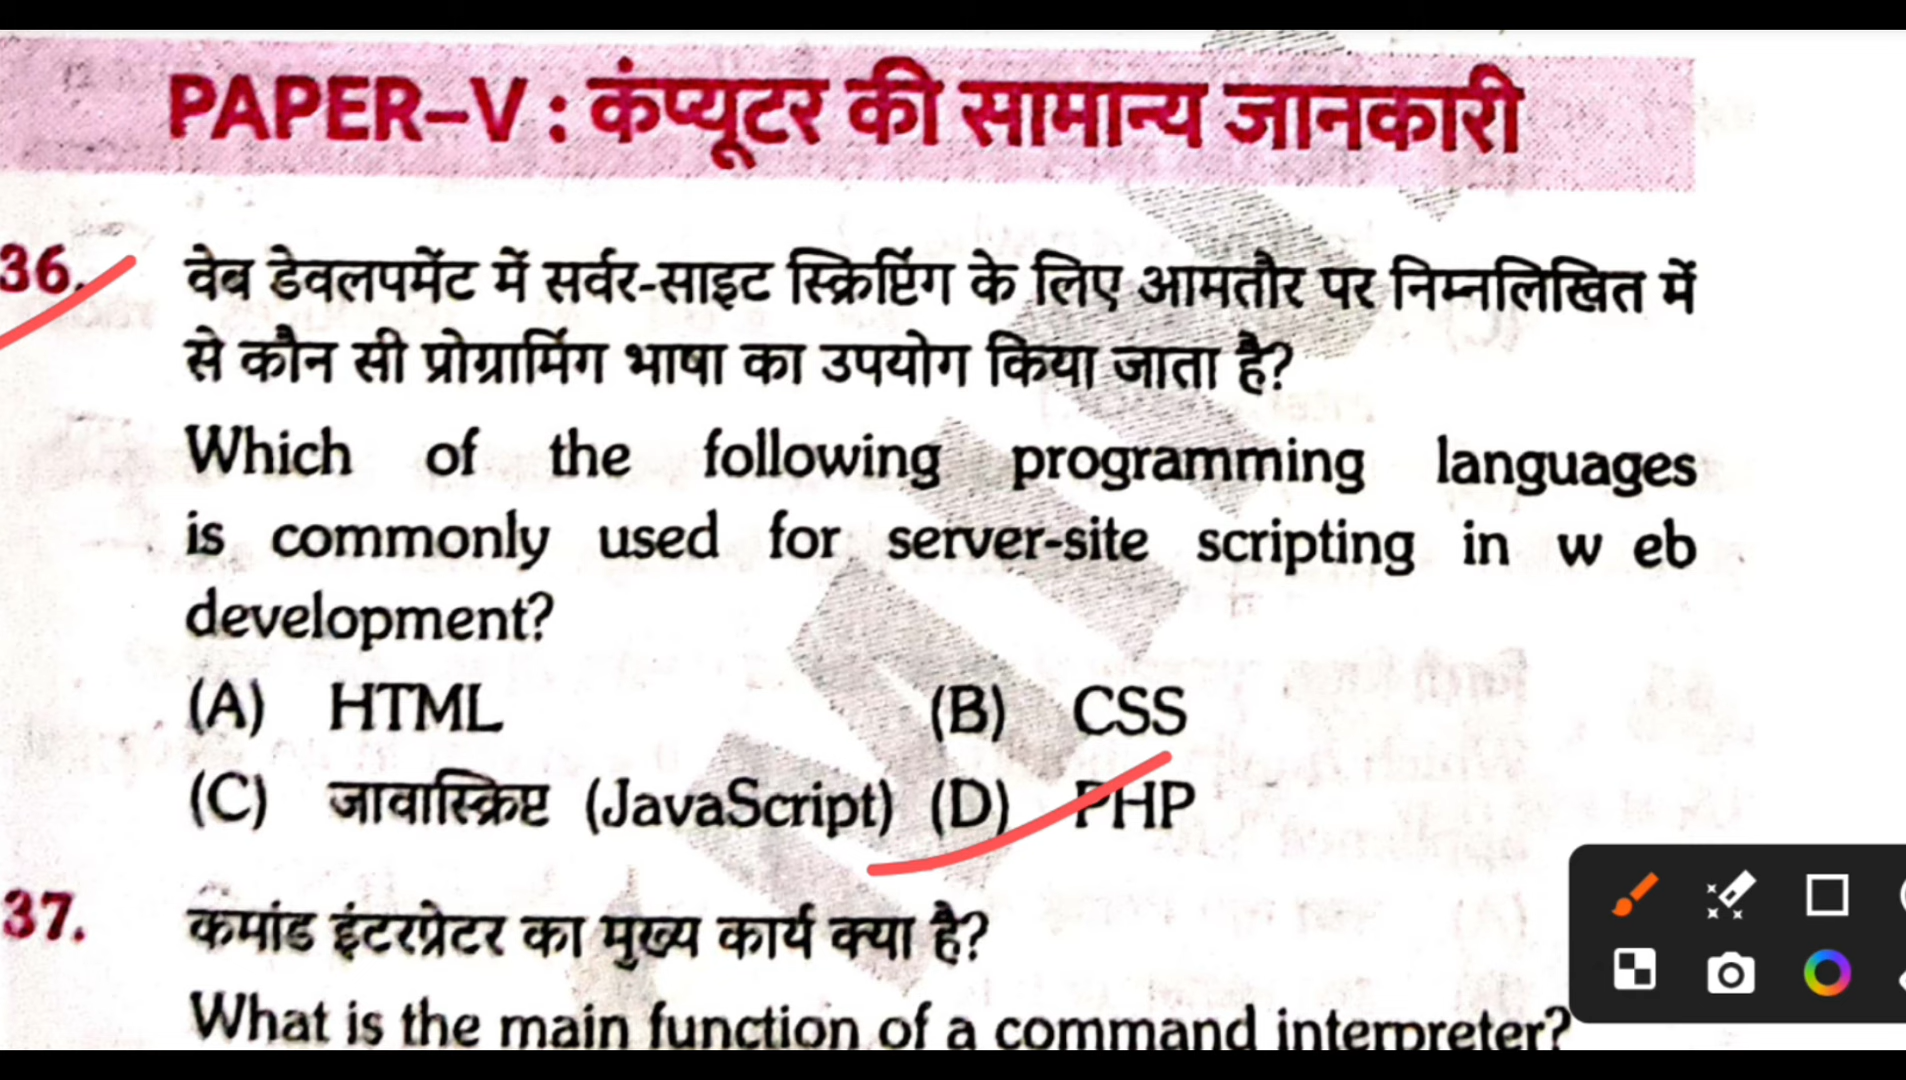 PAPER–V : कंप्यूटर की सामान्य जानकारी
36. वेब डेवलपमेंट में सर्वर-साइट स्क्रिप्टिंग के लिए आमतौर पर निम्नलिखित में
से कौन सी प्रोग्रामिंग भाषा का उपयोग किया जाता है?
Which of the following programming languages
is commonly used for server-site scripting in w eb
development?
(A) HTML (B) CSS
(C) जावास्क्रिप्ट (JavaScript) (D) PHP
37. कमांड इंटरप्रेटर का मुख्य कार्य क्या है?
What is the main function of a command interpreter?